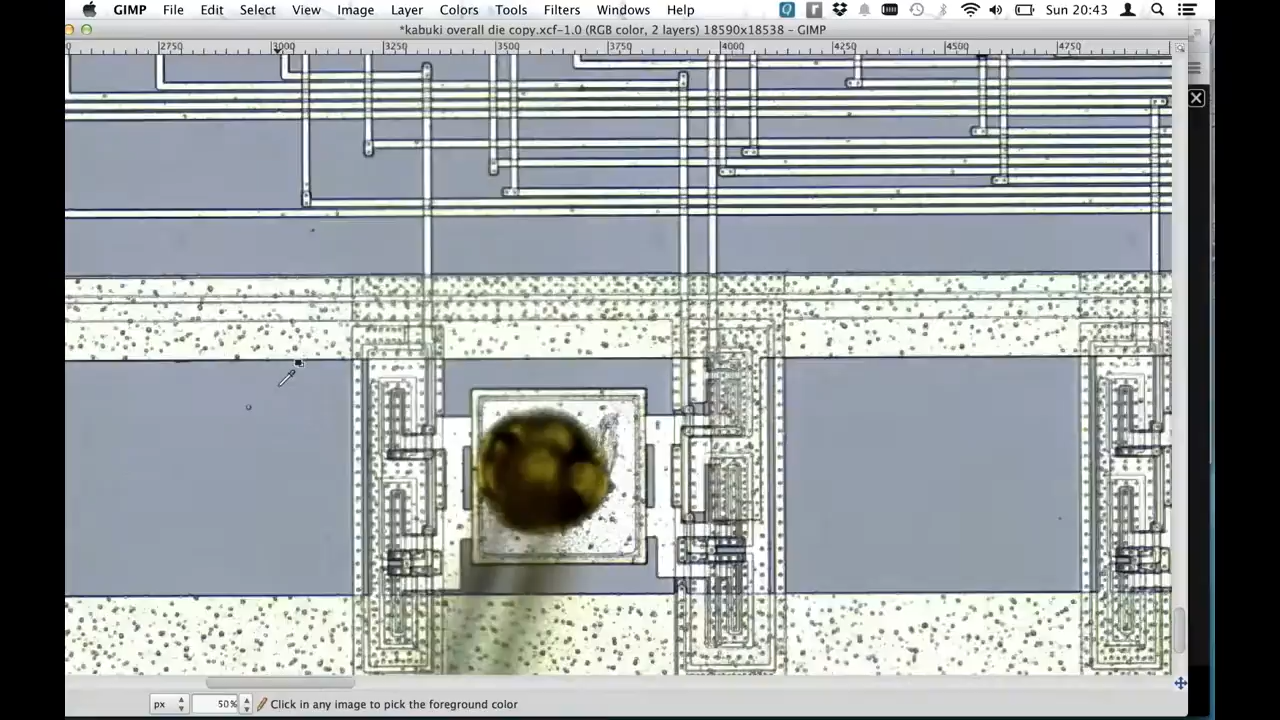 GIMP File Edit Select View Image Layer Colors Tools Filters Windows Help Sun 20:43
*kabuki overall die copy.xcf-1.0 (RGB color, 2 layers) 18590x18538 – GIMP
0 2750 3000 3250 3500 3750 4000 4250 4500 4750
px 50% Click in any image to pick the foreground color